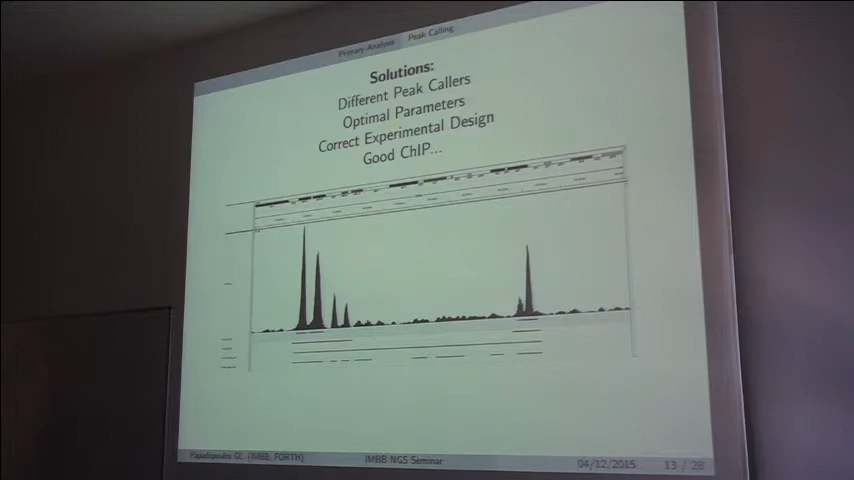 Primary Analysis Peak Calling
Solutions:
Different Peak Callers
Optimal Parameters
Correct Experimental Design
Good ChIP...
Papadopoulos GL (IMBB, FORTH) IMBB NGS Seminar 04/12/2015 13 / 23